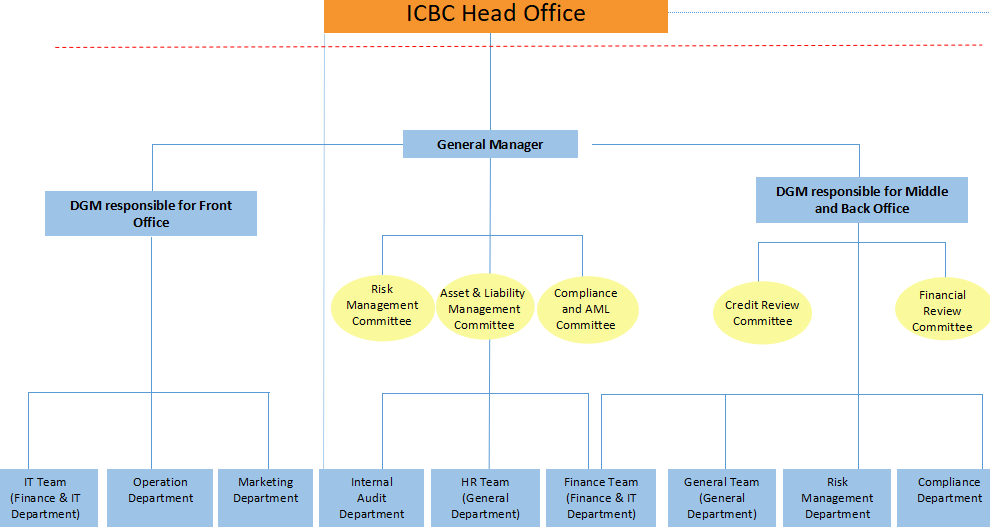 ICBC Head Office
General Manager
DGM responsible for Front
Office
DGM responsible for Middle
and Back Office
Risk
Management
Committee
Asset & Liability
Management
Committee
Compliance
and AML
Committee
Credit Review
Committee
Financial
Review
Committee
IT Team
(Finance & IT
Department)
Operation
Department
Marketing
Department
Internal
Audit
Department
HR Team
(General
Department)
Finance Team
(Finance & IT
Department)
General Team
(General
Department)
Risk
Management
Department
Compliance
Department